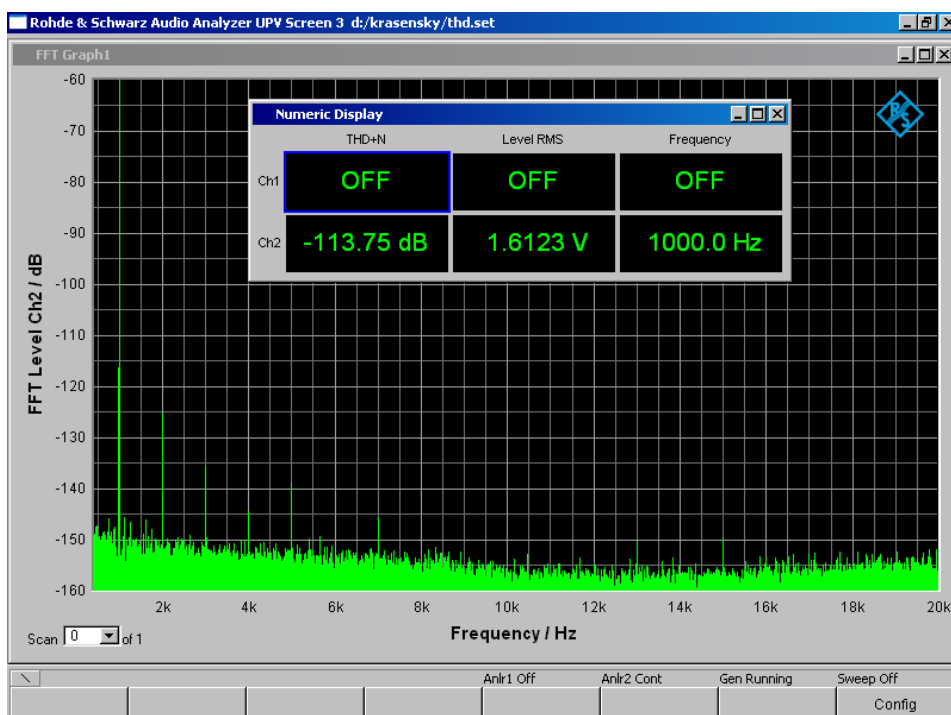 Rohde & Schwarz Audio Analyzer UPV Screen 3 d:/krasensky/thd.set
FFT Graph1
Numeric Display
THD+N Level RMS Frequency
Ch1 OFF OFF OFF
Ch2 -113.75 dB 1.6123 V 1000.0 Hz
FFT Level Ch2 / dB
-60
-70
-80
-90
-100
-110
-120
-130
-140
-150
-160
2k 4k 6k 8k 10k 12k 14k 16k 18k 20k
Frequency / Hz
Scan 0 of 1
R&S
Anlr1 Off Anlr2 Cont Gen Running Sweep Off
Config